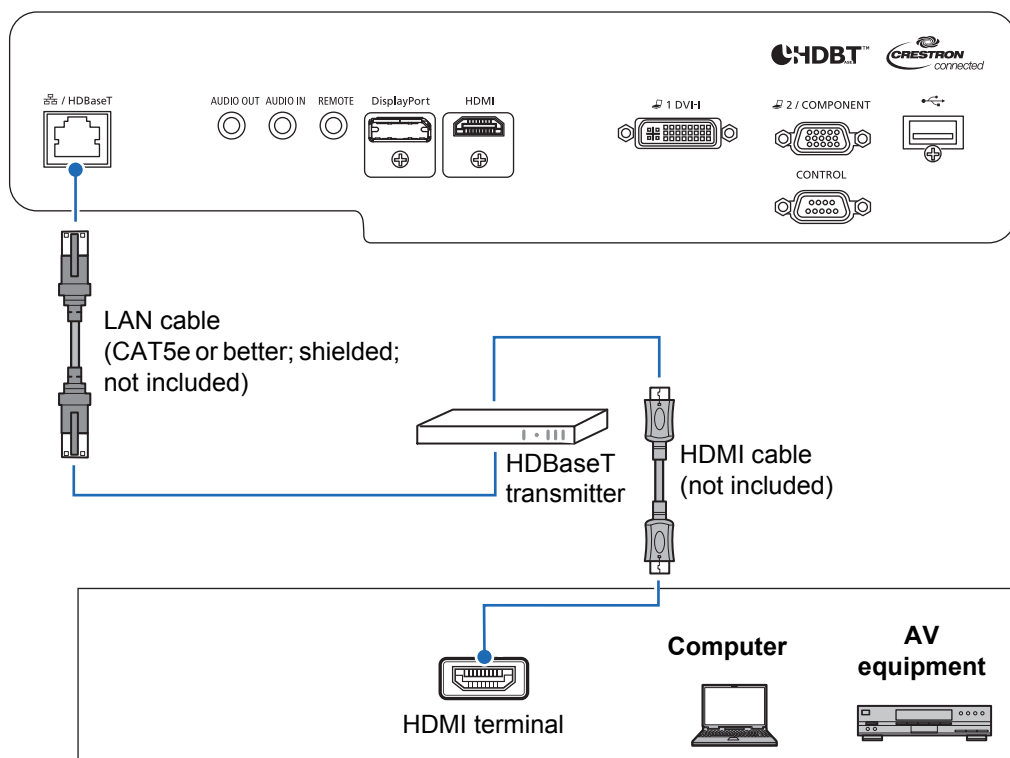 HDBT™
CRESTRON
connected
/ HDBaseT
AUDIO OUT AUDIO IN REMOTE DisplayPort HDMI
1 DVI-I
2 / COMPONENT
CONTROL
LAN cable
(CAT5e or better; shielded;
not included)
HDBaseT
transmitter
HDMI cable
(not included)
HDMI terminal
Computer
AV
equipment